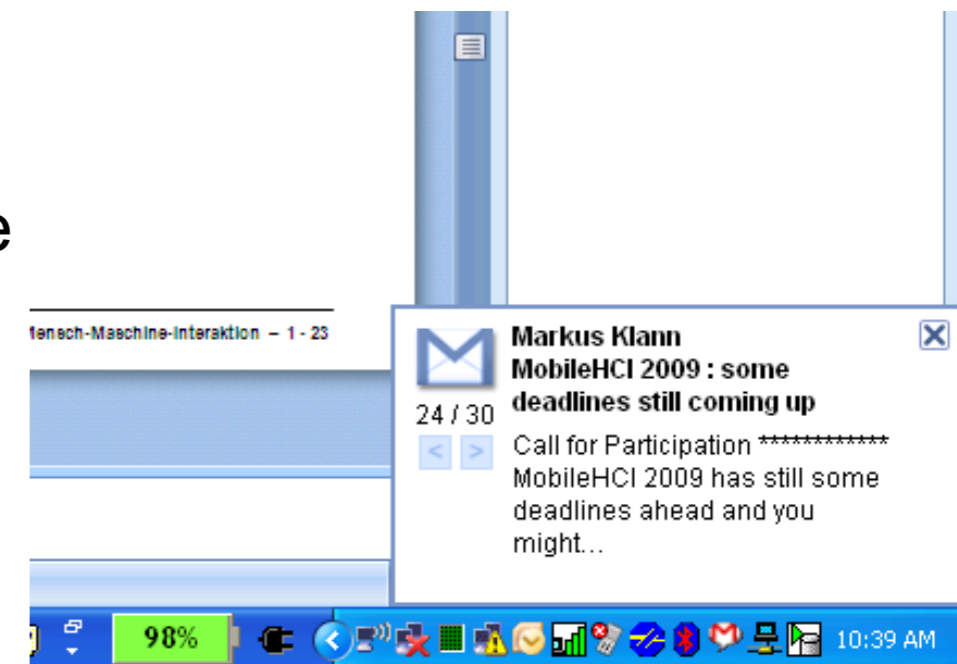 e
Mensch-Maschine-Interaktion – 1 - 23
Markus Klann
MobileHCI 2009 : some
deadlines still coming up
24 / 30
< >
Call for Participation ************
MobileHCI 2009 has still some
deadlines ahead and you
might...
98%
10:39 AM